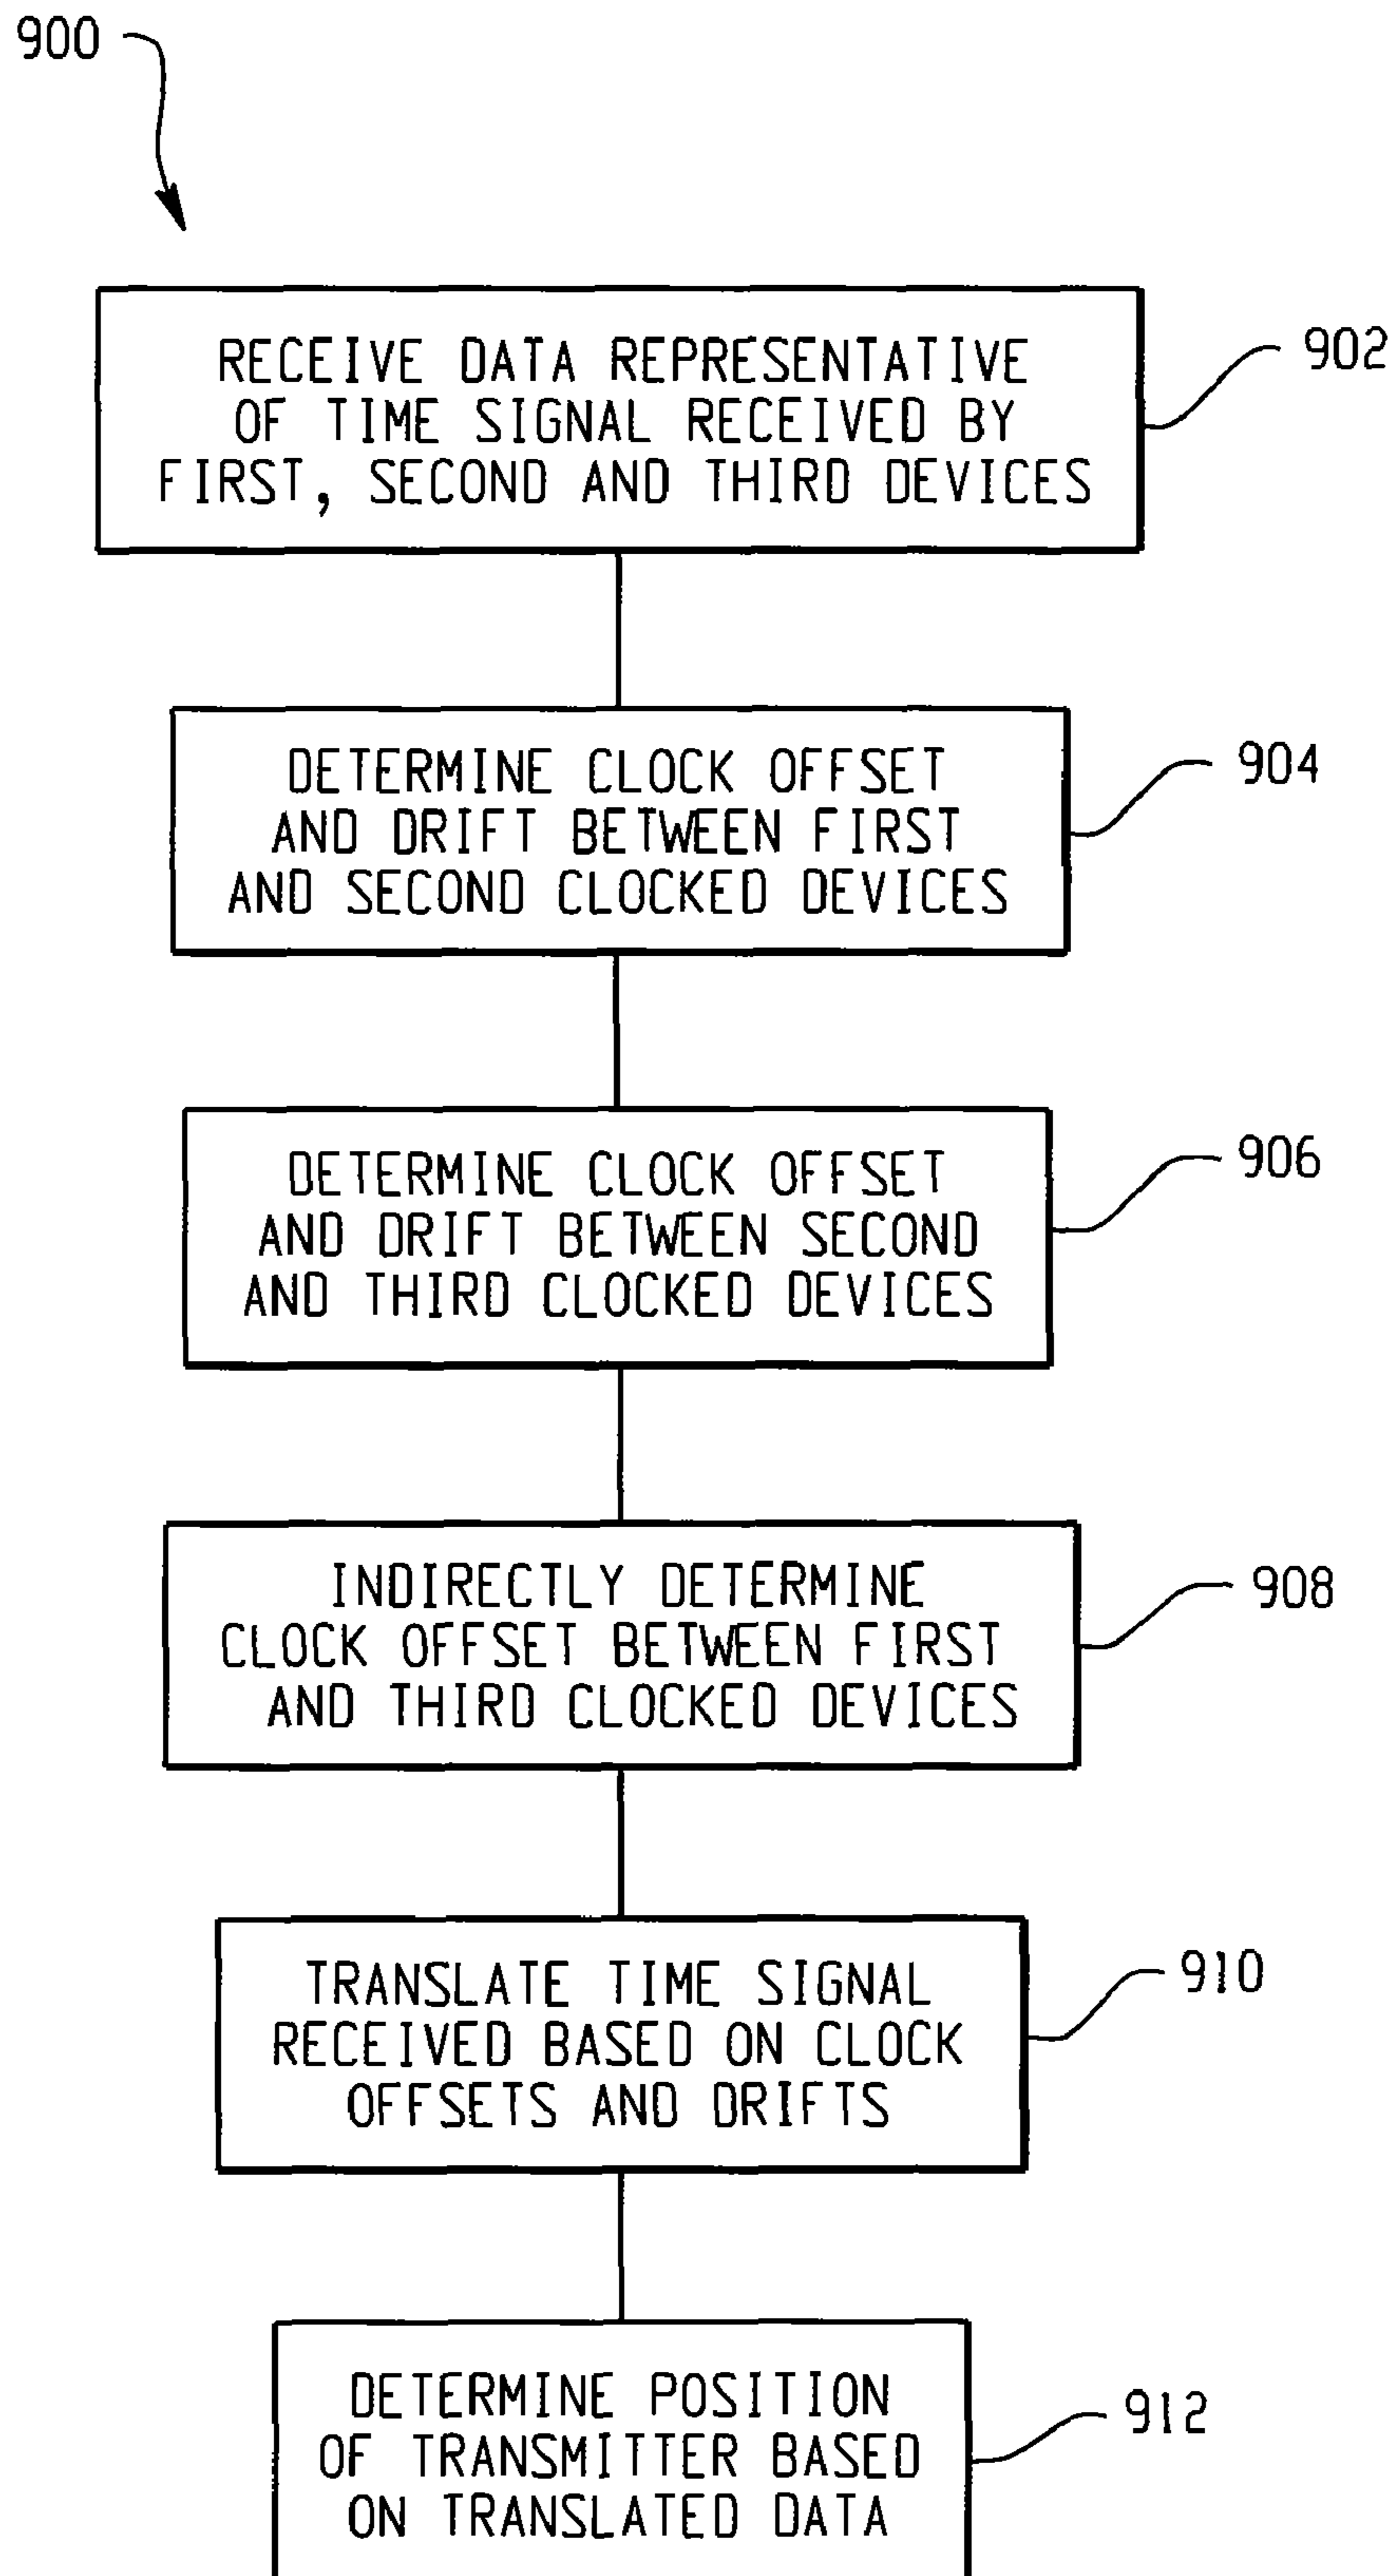 900
RECEIVE DATA REPRESENTATIVE
OF TIME SIGNAL RECEIVED BY
FIRST, SECOND AND THIRD DEVICES
902
DETERMINE CLOCK OFFSET
AND DRIFT BETWEEN FIRST
AND SECOND CLOCKED DEVICES
904
DETERMINE CLOCK OFFSET
AND DRIFT BETWEEN SECOND
AND THIRD CLOCKED DEVICES
906
INDIRECTLY DETERMINE
CLOCK OFFSET BETWEEN FIRST
AND THIRD CLOCKED DEVICES
908
TRANSLATE TIME SIGNAL
RECEIVED BASED ON CLOCK
OFFSETS AND DRIFTS
910
DETERMINE POSITION
OF TRANSMITTER BASED
ON TRANSLATED DATA
912